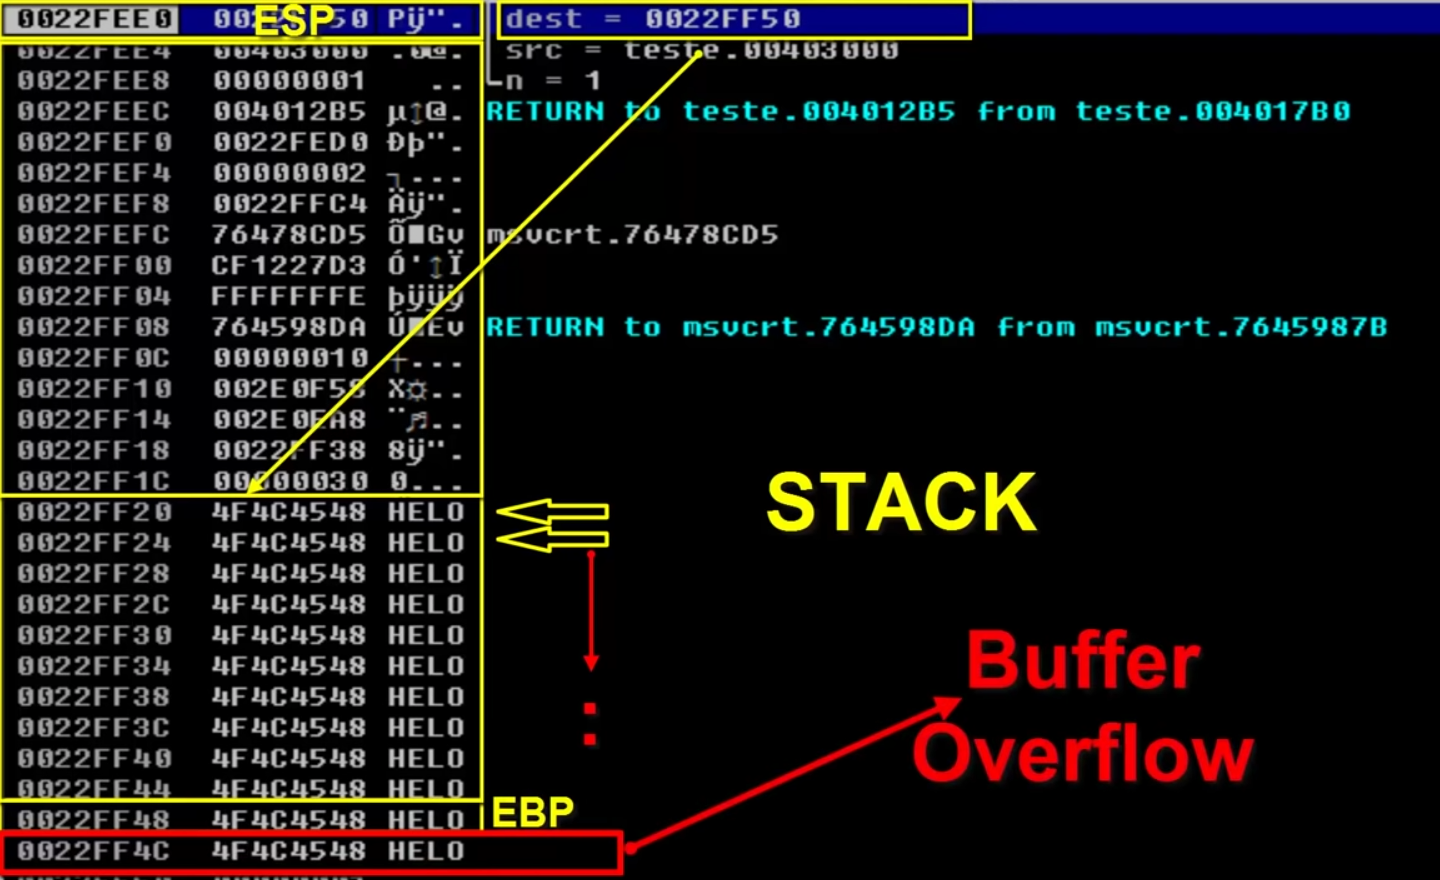 0022FEE0 0022FF50 Pÿ". dest = 0022FF50
ESP
0022FEE4 00403000 .0@. src = teste.00403000
0022FEE8 00000001 .. n = 1
0022FEEC 004012B5 µ↕@. RETURN to teste.004012B5 from teste.004017B0
0022FEF0 0022FED0 Ðþ".
0022FEF4 00000002 ┐...
0022FEF8 0022FFC4 Äÿ".
0022FEFC 76478CD5 Õ■Gv msvcrt.76478CD5
0022FF00 CF1227D3 Ó'↕Ï
0022FF04 FFFFFFFE þÿÿÿ
0022FF08 764598DA Ú■Ev RETURN to msvcrt.764598DA from msvcrt.7645987B
0022FF0C 00000010 †...
0022FF10 002E0F58 X☼..
0022FF14 002E0EA8 ¨♫..
0022FF18 0022FF38 8ÿ".
0022FF1C 00000030 0...
STACK
0022FF20 4F4C4548 HELO
0022FF24 4F4C4548 HELO
0022FF28 4F4C4548 HELO
0022FF2C 4F4C4548 HELO
0022FF30 4F4C4548 HELO
0022FF34 4F4C4548 HELO
0022FF38 4F4C4548 HELO
0022FF3C 4F4C4548 HELO
0022FF40 4F4C4548 HELO
0022FF44 4F4C4548 HELO
Buffer
Overflow
0022FF48 4F4C4548 HELO EBP
0022FF4C 4F4C4548 HELO